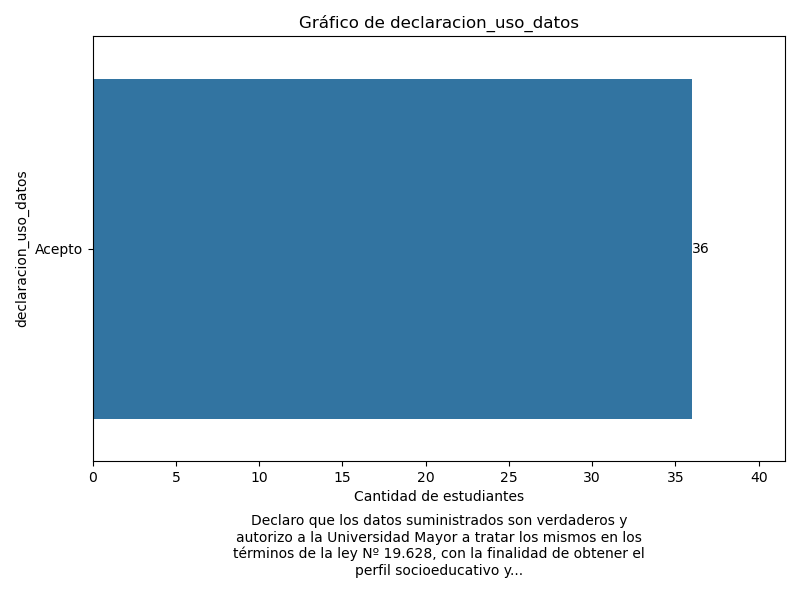 Gráfico de declaracion_uso_datos
declaracion_uso_datos
Acepto
36
0 5 10 15 20 25 30 35 40
Cantidad de estudiantes
Declaro que los datos suministrados son verdaderos y
autorizo a la Universidad Mayor a tratar los mismos en los
términos de la ley Nº 19.628, con la finalidad de obtener el
perfil socioeducativo y...